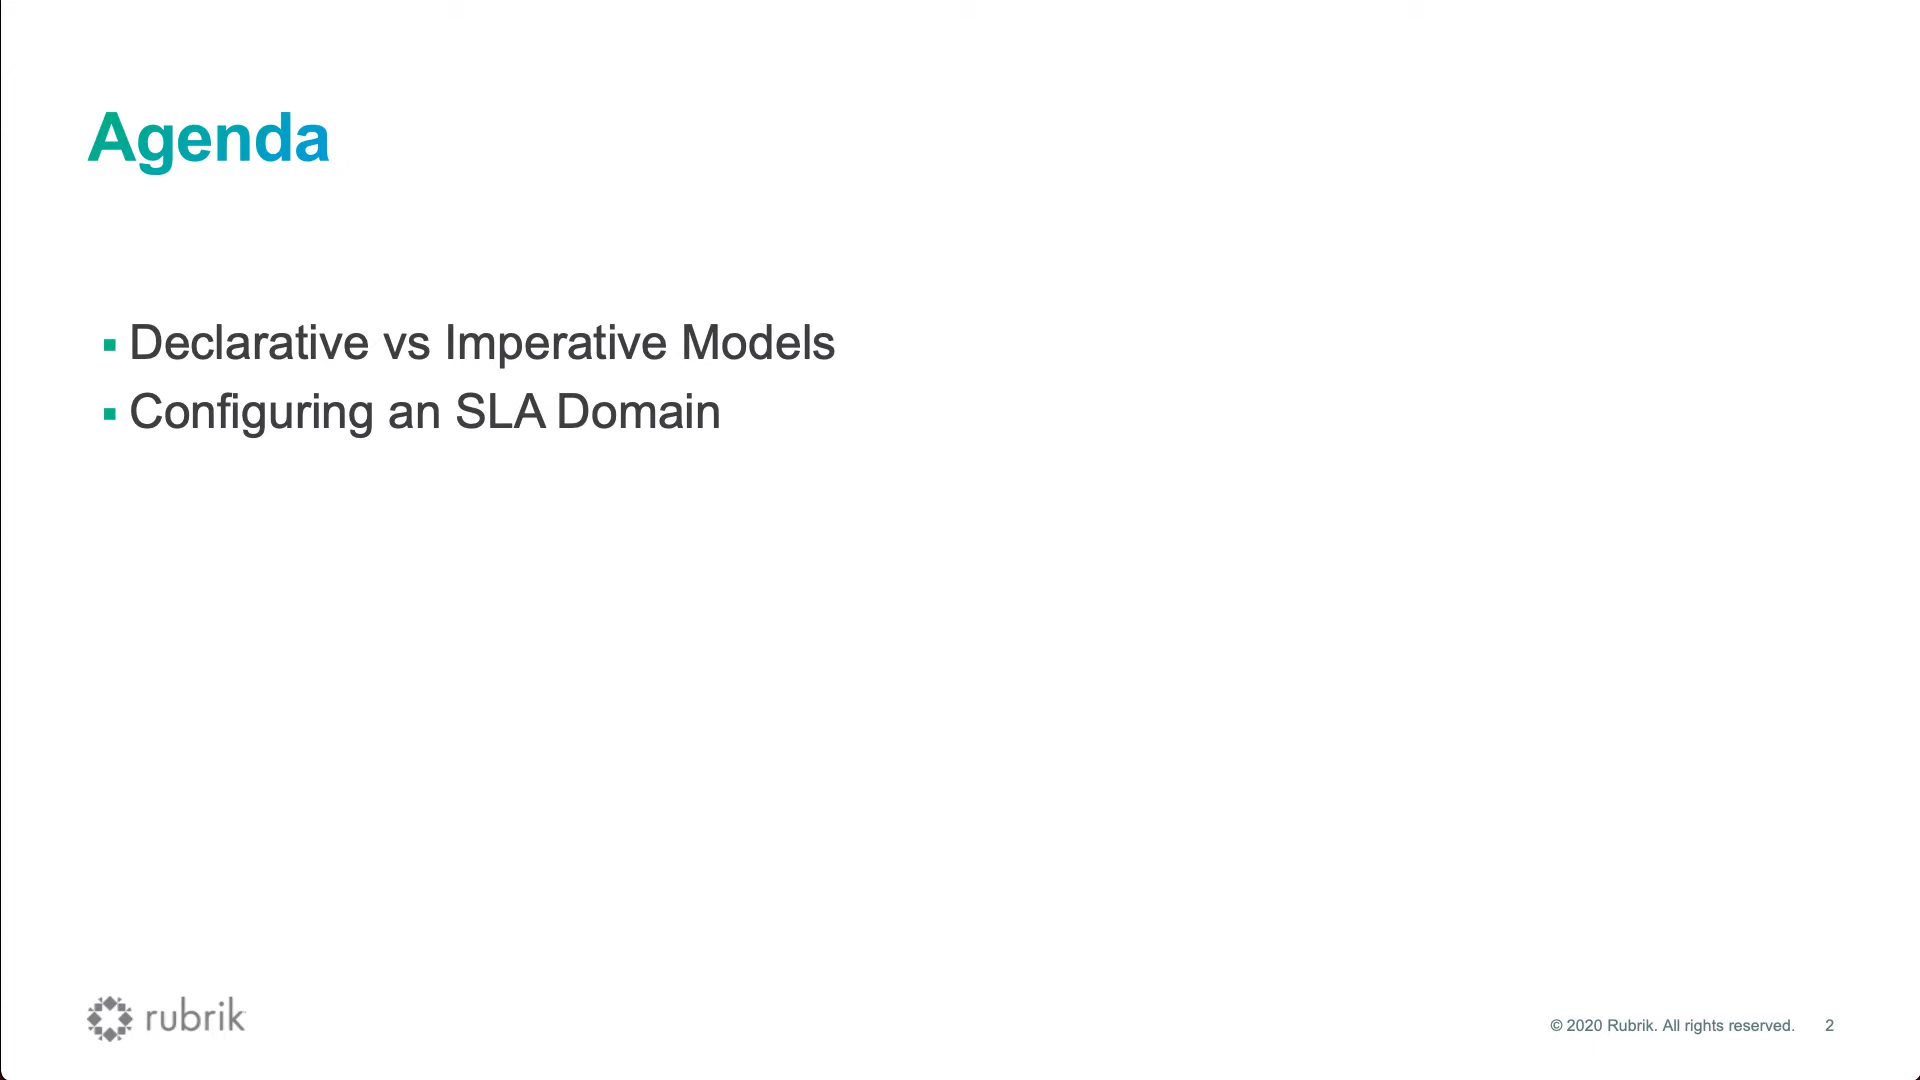 Agenda
▪ Declarative vs Imperative Models
▪ Configuring an SLA Domain
rubrik
© 2020 Rubrik. All rights reserved. 2